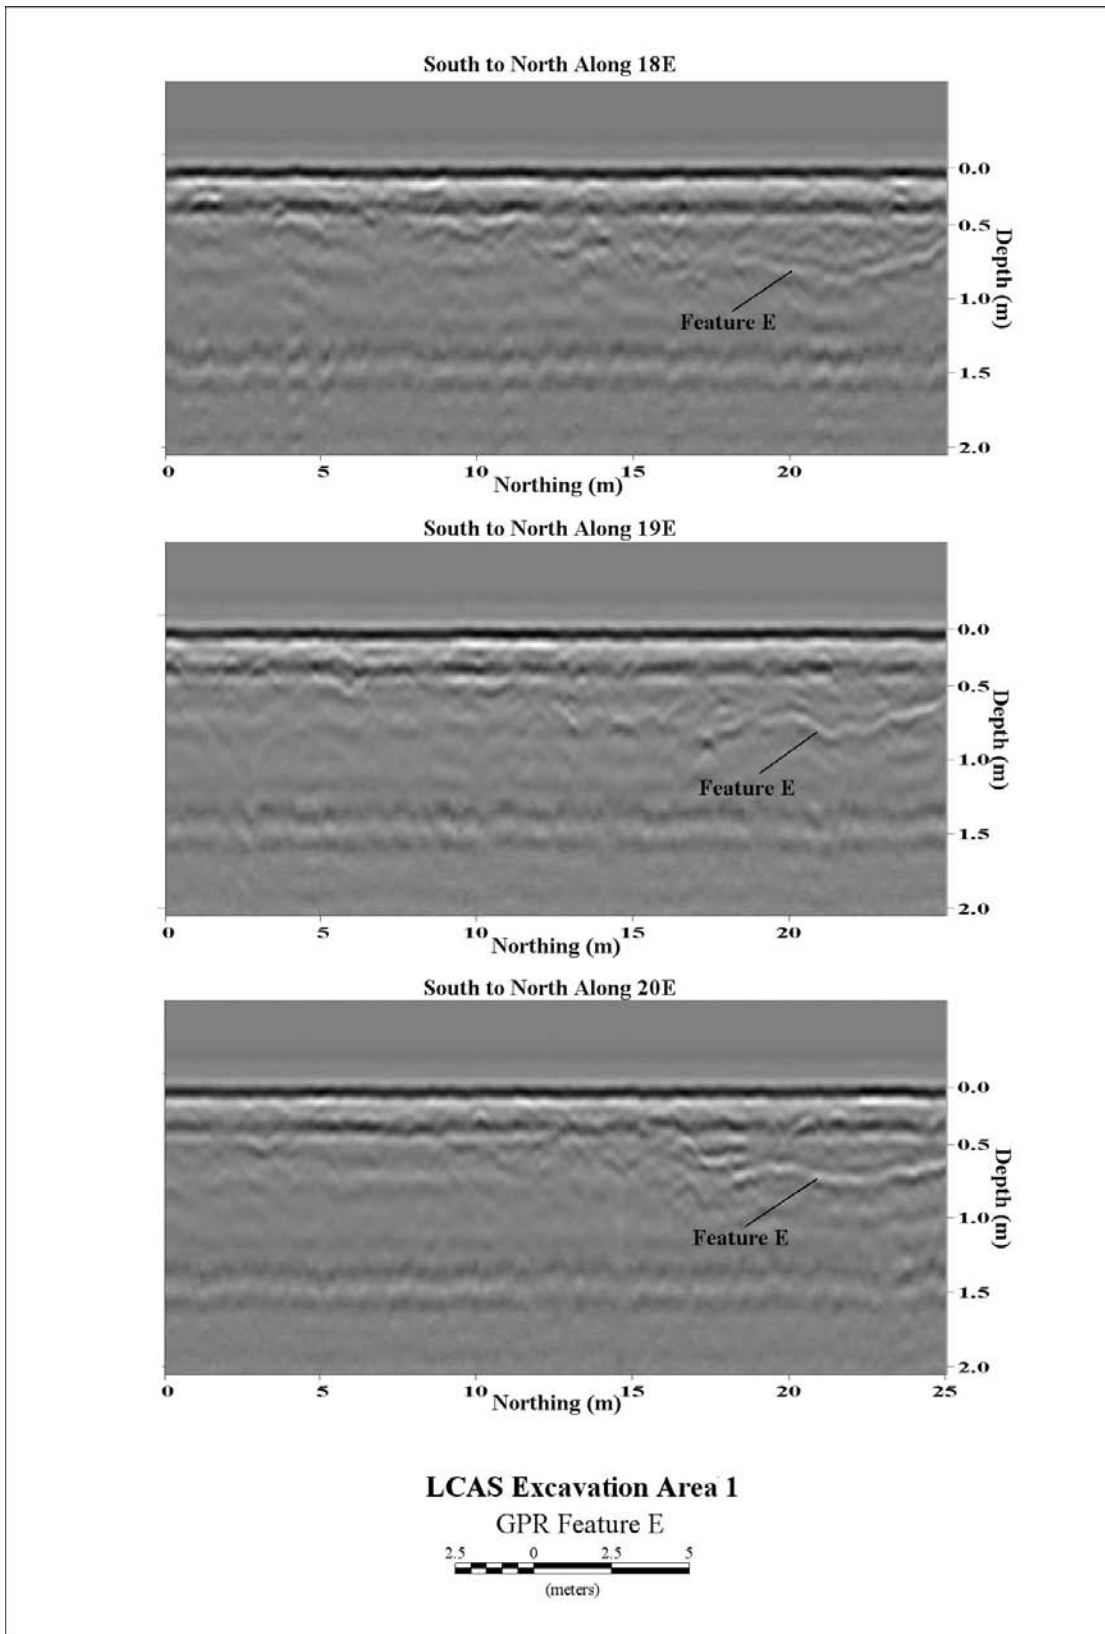 South to North Along 18E
0.0
0.5
Depth (m)
Feature E
1.0
1.5
2.0
0 5 10 15 20
Northing (m)
South to North Along 19E
0.0
0.5
Depth (m)
Feature E
1.0
1.5
2.0
0 5 10 15 20
Northing (m)
South to North Along 20E
0.0
0.5
Depth (m)
Feature E
1.0
1.5
2.0
0 5 10 15 20 25
Northing (m)
LCAS Excavation Area 1
GPR Feature E
2.5 0 2.5 5
(meters)